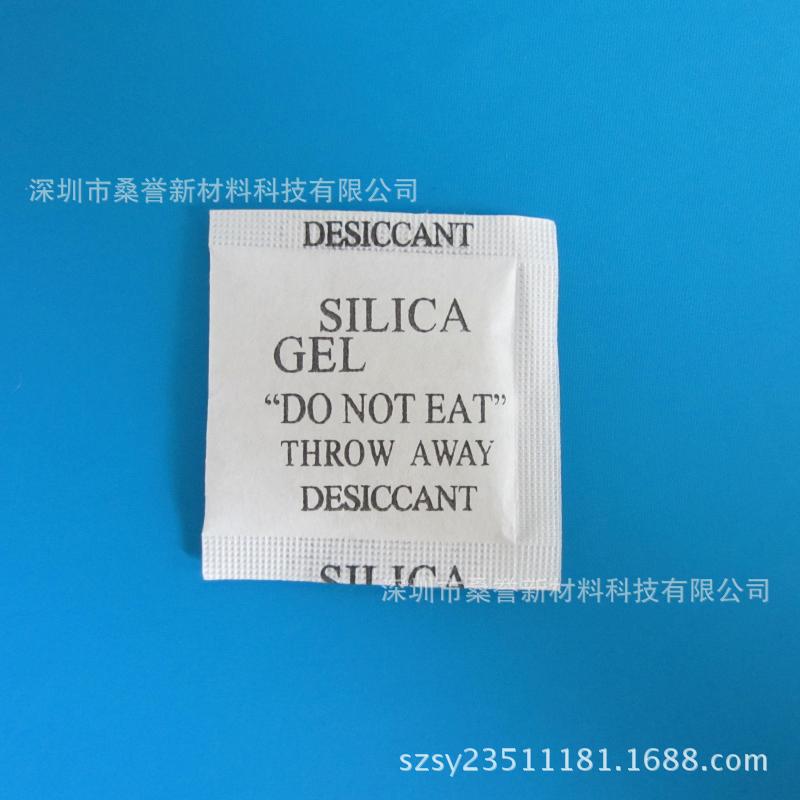 深圳市桑誉新材料科技有限公司
DESICCANT
SILICA
GEL
“DO NOT EAT”
THROW AWAY
DESICCANT
SILICA
深圳市桑誉新材料科技有限公司
szsy23511181.1688.com